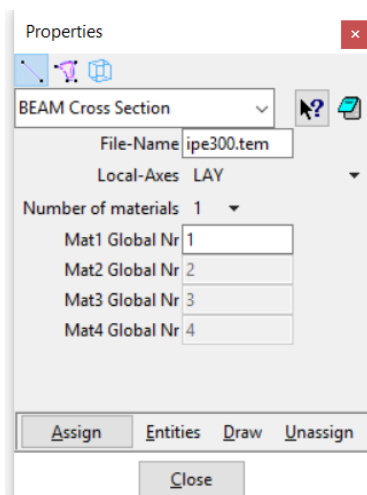 Properties ×
BEAM Cross Section
?
File-Name ipe300.tem
Local-Axes LAY
Number of materials 1
Mat1 Global Nr 1
Mat2 Global Nr 2
Mat3 Global Nr 3
Mat4 Global Nr 4
Assign Entities Draw Unassign
Close